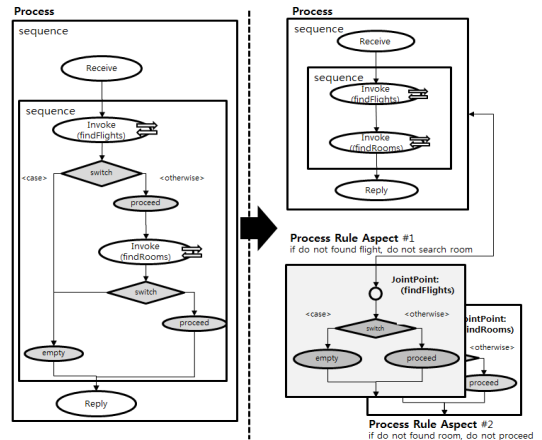 Process
sequence
Receive
sequence
Invoke
(findFlights)
<case>
switch
<otherwise>
proceed
Invoke
(findRooms)
switch
proceed
empty
Reply
Process
sequence
Receive
sequence
Invoke
(findFlights)
Invoke
(findRooms)
Reply
Process Rule Aspect #1
if do not found flight, do not search room
JointPoint:
(findFlights)
<case>
<otherwise>
switch
empty
proceed
ointPoint:
indRooms)
<otherwise>
proceed
Process Rule Aspect #2
if do not found room, do not proceed